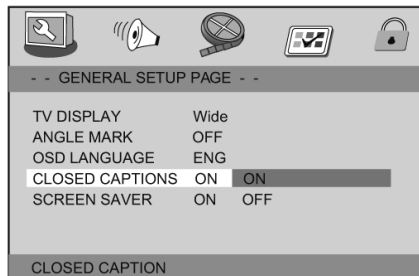 - - GENERAL SETUP PAGE - -
TV DISPLAY Wide
ANGLE MARK OFF
OSD LANGUAGE ENG
CLOSED CAPTIONS ON ON
SCREEN SAVER ON OFF
CLOSED CAPTION